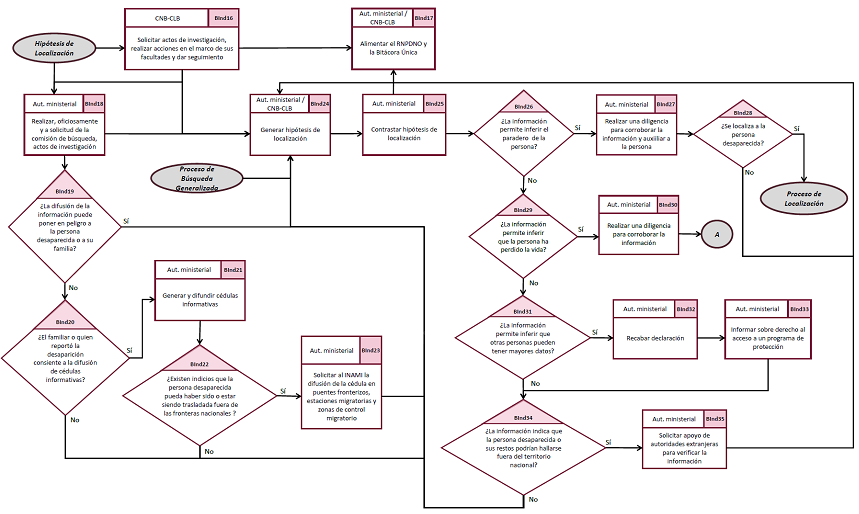 Hipótesis de
Localización
CNB-CLB
BInd16
Solicitar actos de investigación,
realizar acciones en el marco de sus
facultades y dar seguimiento
Aut. ministerial /
CNB-CLB
BInd17
Alimentar el RNPDNO y
la Bitácora Única
Aut. ministerial
BInd18
Realizar, oficiosamente
y a solicitud de la
comisión de búsqueda,
actos de investigación
Aut. ministerial /
CNB-CLB
BInd24
Generar hipótesis de
localización
Aut. ministerial
BInd25
Contrastar hipótesis de
localización
BInd26
¿La información
permite inferir el
paradero de la
persona?
Sí
No
Aut. ministerial
BInd27
Realizar una diligencia
para corroborar la
información y auxiliar a
la persona
BInd28
¿Se localiza a la
persona
desaparecida?
Sí
No
Proceso de
Localización
Proceso de
Búsqueda
Generalizada
BInd19
¿La difusión de la
información puede
poner en peligro a
la persona
desaparecida o a su
familia?
Sí
No
BInd29
¿La información
permite inferir
que la persona ha
perdido la vida?
Sí
No
Aut. ministerial
BInd30
Realizar una diligencia
para corroborar la
información
A
BInd20
¿El familiar o quien
reportó la
desaparición
consiente a la difusión
de cédulas
informativas?
Sí
No
Aut. ministerial
BInd21
Generar y difundir cédulas
informativas
BInd22
¿Existen indicios que la
persona desaparecida
pueda haber sido o estar
siendo trasladada fuera de
las fronteras nacionales ?
Sí
No
Aut. ministerial
BInd23
Solicitar al INAMI la
difusión de la cédula en
puentes fronterizos,
estaciones migratorias y
zonas de control
migratorio
BInd31
¿La información
permite inferir que
otras personas pueden
tener mayores datos?
Sí
No
Aut. ministerial
BInd32
Recabar declaración
Aut. ministerial
BInd33
Informar sobre derecho al
acceso a un programa de
protección
BInd34
¿La información indica que
la persona desaparecida o
sus restos podrían hallarse
fuera del territorio
nacional?
Sí
No
Aut. ministerial
BInd35
Solicitar apoyo de
autoridades extranjeras
para verificar la
información